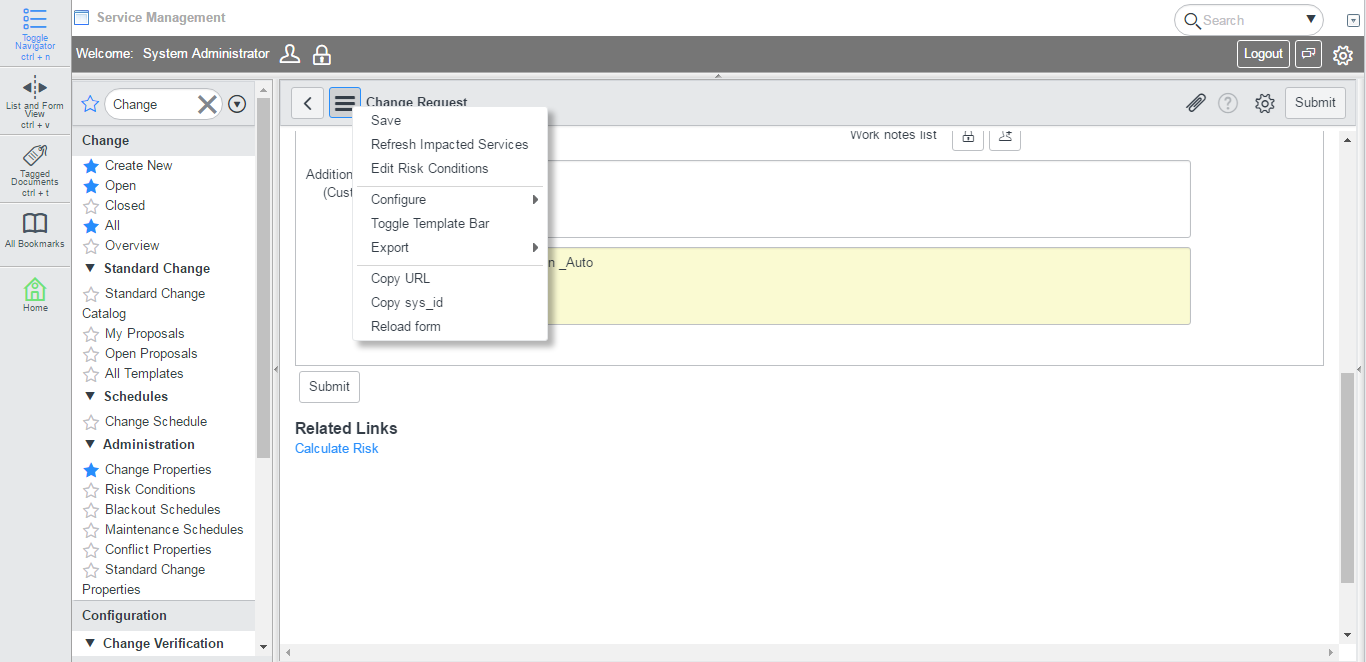 Toggle
Navigator
ctrl + n
List and Form
View
ctrl + v
Tagged
Documents
ctrl + t
All Bookmarks
Home
Service Management
Search
Welcome: System Administrator
Logout
Change
Change
Create New
Open
Closed
All
Overview
Standard Change
Standard Change
Catalog
My Proposals
Open Proposals
All Templates
Schedules
Change Schedule
Administration
Change Properties
Risk Conditions
Blackout Schedules
Maintenance Schedules
Conflict Properties
Standard Change
Properties
Configuration
Change Verification
Change Request
Submit
Save
Refresh Impacted Services
Edit Risk Conditions
Configure
Toggle Template Bar
Export
Copy URL
Copy sys_id
Reload form
Work notes list
Addition
(Cust
n _Auto
Submit
Related Links
Calculate Risk